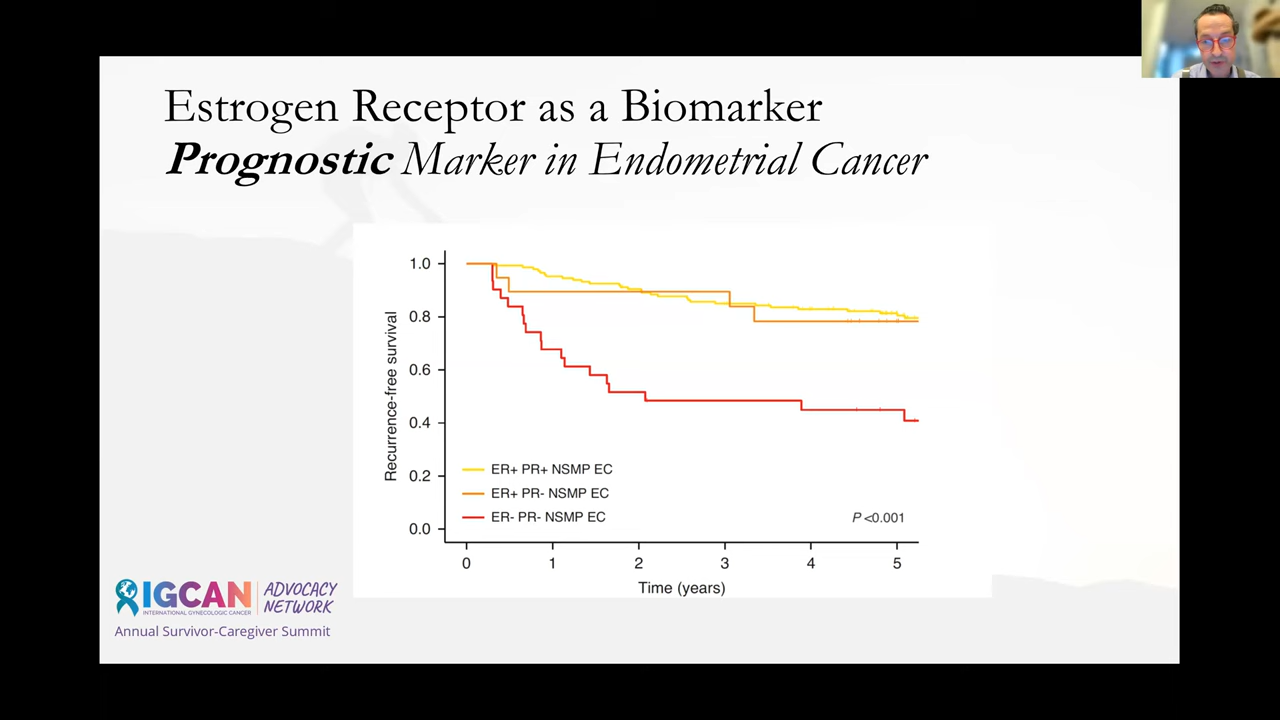 Estrogen Receptor as a Biomarker
Prognostic Marker in Endometrial Cancer
Recurrence-free survival
1.0
0.8
0.6
0.4
0.2
0.0
ER+ PR+ NSMP EC
ER+ PR- NSMP EC
ER- PR- NSMP EC
P <0.001
0 1 2 3 4 5
Time (years)
IGCAN
INTERNATIONAL GYNECOLOGIC CANCER
ADVOCACY
NETWORK
Annual Survivor-Caregiver Summit